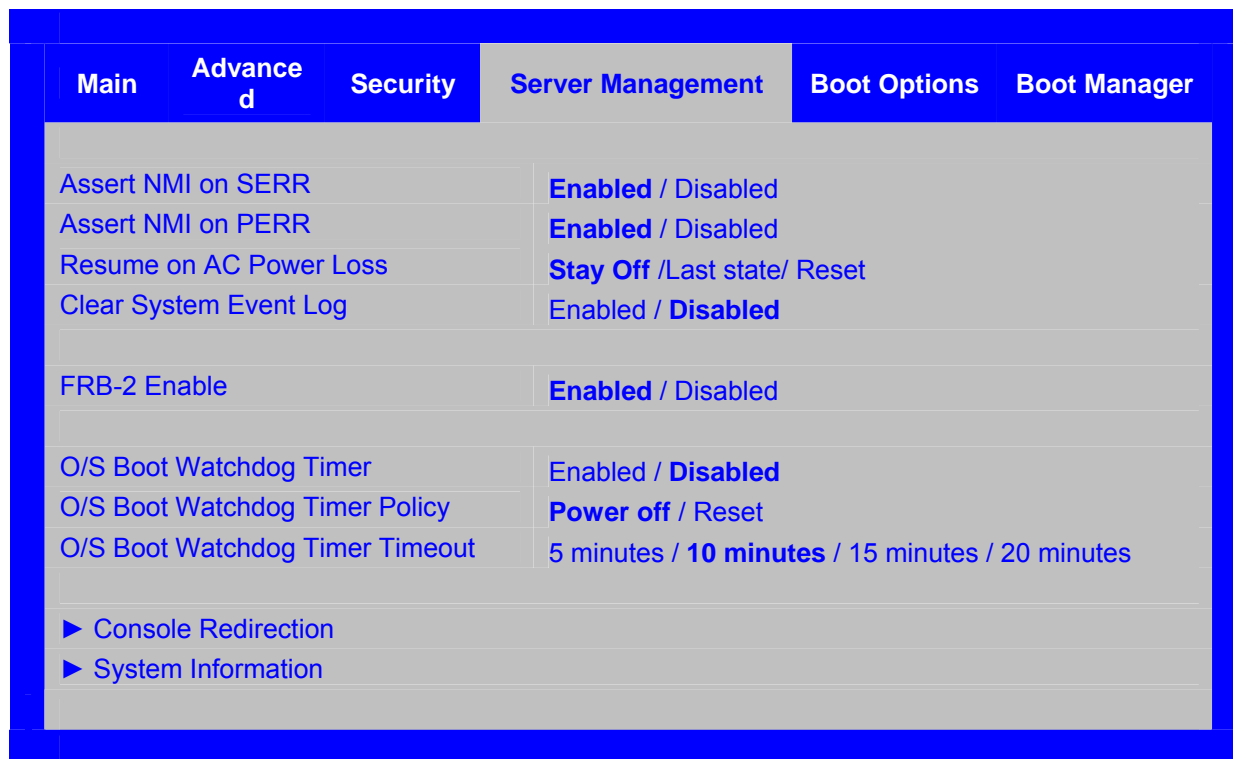 Main Advance
d Security Server Management Boot Options Boot Manager
Assert NMI on SERR Enabled / Disabled
Assert NMI on PERR Enabled / Disabled
Resume on AC Power Loss Stay Off /Last state/ Reset
Clear System Event Log Enabled / Disabled
FRB-2 Enable Enabled / Disabled
O/S Boot Watchdog Timer Enabled / Disabled
O/S Boot Watchdog Timer Policy Power off / Reset
O/S Boot Watchdog Timer Timeout 5 minutes / 10 minutes / 15 minutes / 20 minutes
► Console Redirection
► System Information